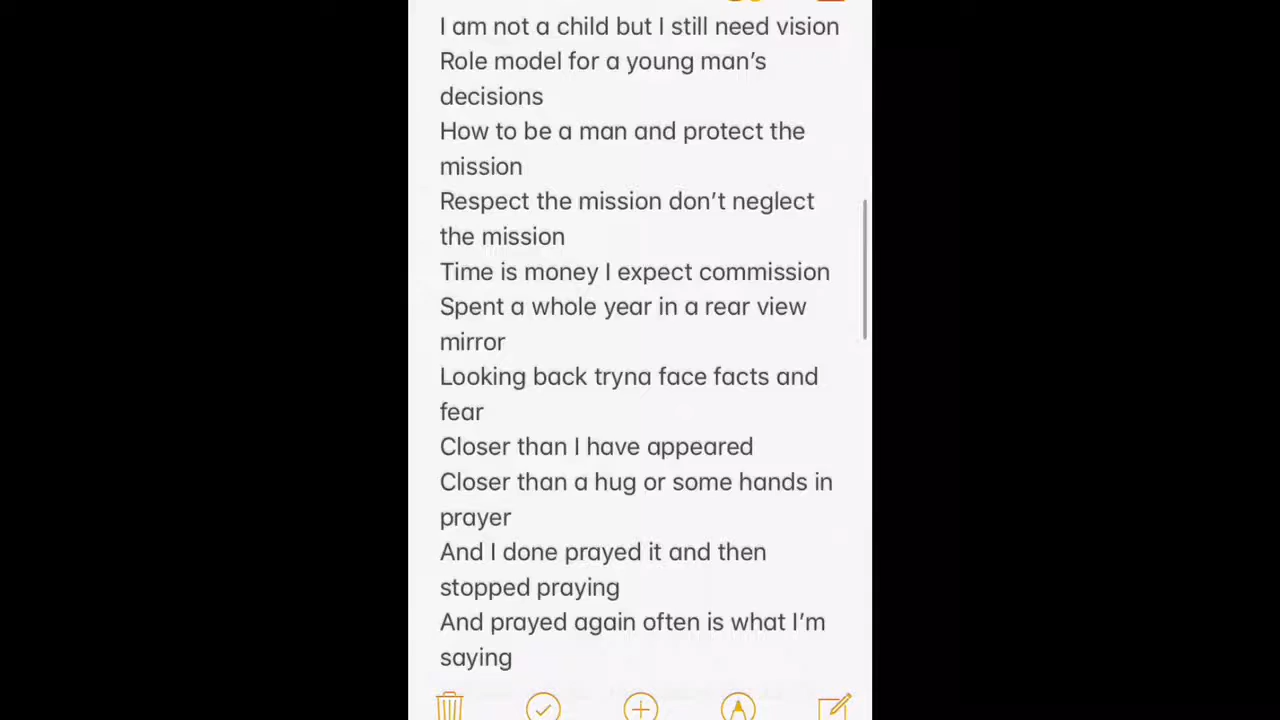 I am not a child but I still need vision
Role model for a young man’s
decisions
How to be a man and protect the
mission
Respect the mission don’t neglect
the mission
Time is money I expect commission
Spent a whole year in a rear view
mirror
Looking back tryna face facts and
fear
Closer than I have appeared
Closer than a hug or some hands in
prayer
And I done prayed it and then
stopped praying
And prayed again often is what I’m
saying